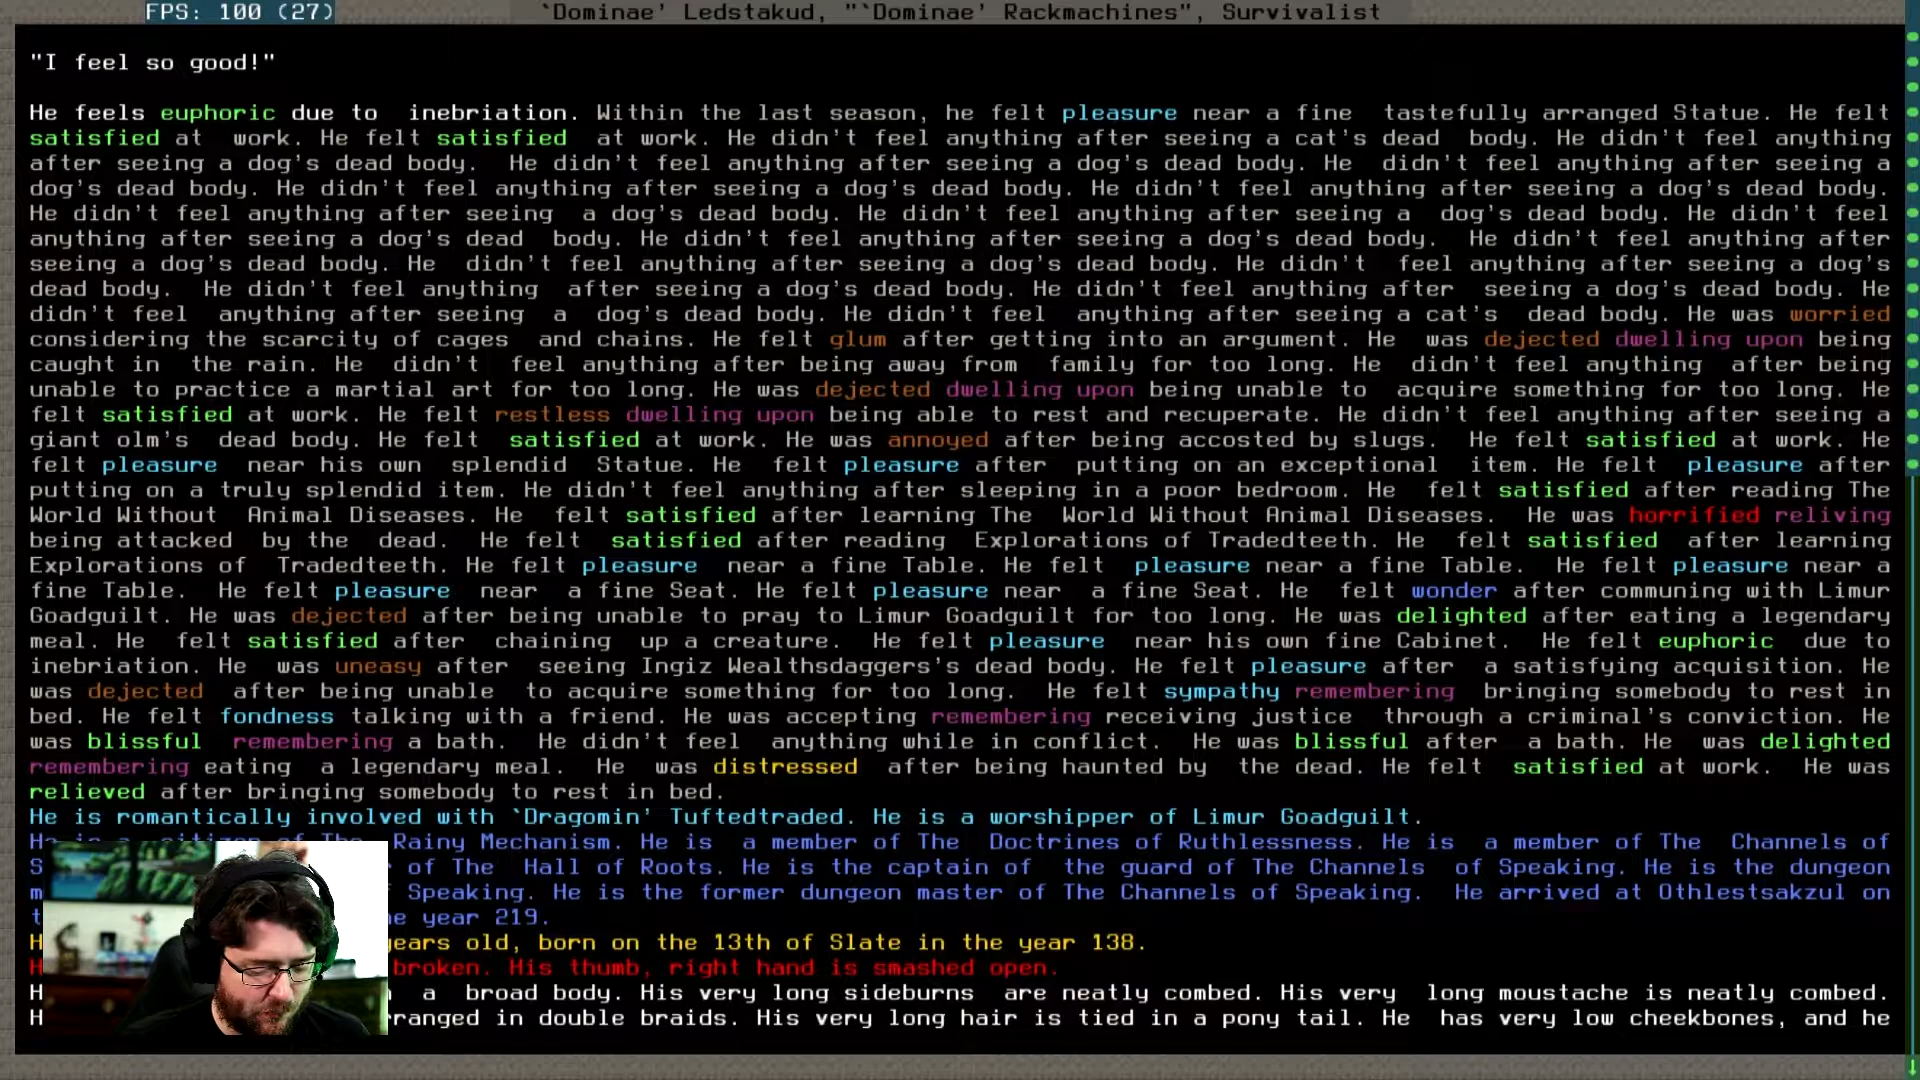 FPS: 100 (27)
`Dominae' Ledstakud, "`Dominae' Rackmachines", Survivalist
"I feel so good!"
He feels euphoric due to inebriation. Within the last season, he felt pleasure near a fine tastefully arranged Statue. He felt
satisfied at work. He felt satisfied at work. He didn't feel anything after seeing a cat's dead body. He didn't feel anything
after seeing a dog's dead body. He didn't feel anything after seeing a dog's dead body. He didn't feel anything after seeing a
dog's dead body. He didn't feel anything after seeing a dog's dead body. He didn't feel anything after seeing a dog's dead body.
He didn't feel anything after seeing a dog's dead body. He didn't feel anything after seeing a dog's dead body. He didn't feel
anything after seeing a dog's dead body. He didn't feel anything after seeing a dog's dead body. He didn't feel anything after
seeing a dog's dead body. He didn't feel anything after seeing a dog's dead body. He didn't feel anything after seeing a dog's
dead body. He didn't feel anything after seeing a dog's dead body. He didn't feel anything after seeing a dog's dead body. He
didn't feel anything after seeing a dog's dead body. He didn't feel anything after seeing a cat's dead body. He was worried
considering the scarcity of cages and chains. He felt glum after getting into an argument. He was dejected dwelling upon being
caught in the rain. He didn't feel anything after being away from family for too long. He didn't feel anything after being
unable to practice a martial art for too long. He was dejected dwelling upon being unable to acquire something for too long. He
felt satisfied at work. He felt restless dwelling upon being able to rest and recuperate. He didn't feel anything after seeing a
giant olm's dead body. He felt satisfied at work. He was annoyed after being accosted by slugs. He felt satisfied at work. He
felt pleasure near his own splendid Statue. He felt pleasure after putting on an exceptional item. He felt pleasure after
putting on a truly splendid item. He didn't feel anything after sleeping in a poor bedroom. He felt satisfied after reading The
World Without Animal Diseases. He felt satisfied after learning The World Without Animal Diseases. He was horrified reliving
being attacked by the dead. He felt satisfied after reading Explorations of Tradedteeth. He felt satisfied after learning
Explorations of Tradedteeth. He felt pleasure near a fine Table. He felt pleasure near a fine Table. He felt pleasure near a
fine Table. He felt pleasure near a fine Seat. He felt pleasure near a fine Seat. He felt wonder after communing with Limur
Goadguilt. He was dejected after being unable to pray to Limur Goadguilt for too long. He was delighted after eating a legendary
meal. He felt satisfied after chaining up a creature. He felt pleasure near his own fine Cabinet. He felt euphoric due to
inebriation. He was uneasy after seeing Ingiz Wealthsdaggers's dead body. He felt pleasure after a satisfying acquisition. He
was dejected after being unable to acquire something for too long. He felt sympathy remembering bringing somebody to rest in
bed. He felt fondness talking with a friend. He was accepting remembering receiving justice through a criminal's conviction. He
was blissful remembering a bath. He didn't feel anything while in conflict. He was blissful after a bath. He was delighted
remembering eating a legendary meal. He was distressed after being haunted by the dead. He felt satisfied at work. He was
relieved after bringing somebody to rest in bed.
He is romantically involved with `Dragomin' Tuftedtraded. He is a worshipper of Limur Goadguilt.
Rainy Mechanism. He is a member of The Doctrines of Ruthlessness. He is a member of The Channels of
of The Hall of Roots. He is the captain of the guard of The Channels of Speaking. He is the dungeon
Speaking. He is the former dungeon master of The Channels of Speaking. He arrived at Othlestsakzul on
year 219.
years old, born on the 13th of Slate in the year 138.
broken. His thumb, right hand is smashed open.
a broad body. His very long sideburns are neatly combed. His very long moustache is neatly combed.
in double braids. His very long hair is tied in a pony tail. He has very low cheekbones, and he